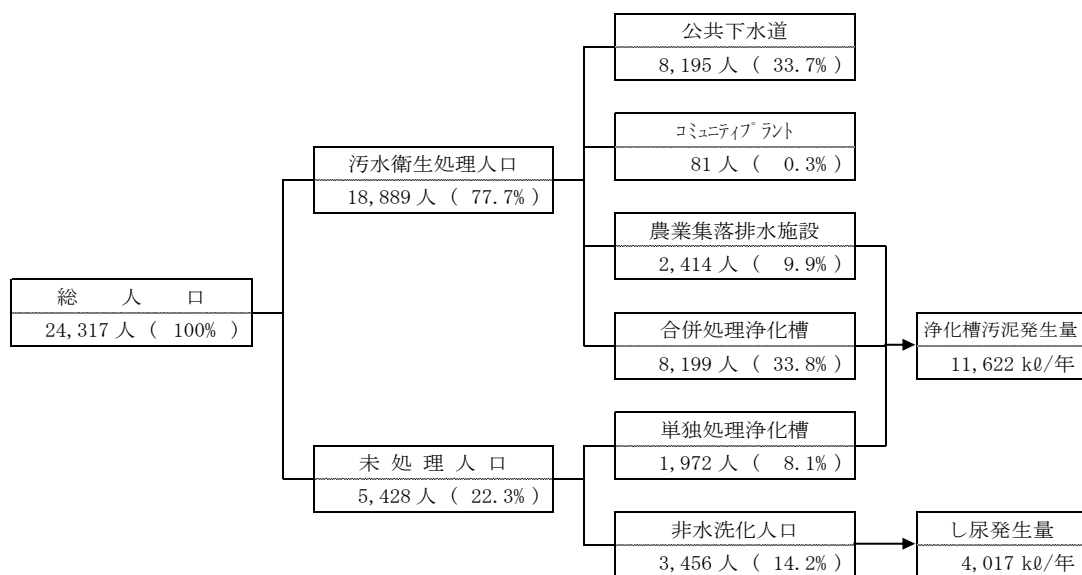 公共下水道
8,195 人 ( 33.7% )
コミュニティプラント
81 人 ( 0.3% )
汚水衛生処理人口
18,889 人 ( 77.7% )
農業集落排水施設
2,414 人 ( 9.9% )
総 人 口
24,317 人 ( 100% )
合併処理浄化槽
8,199 人 ( 33.8% )
浄化槽汚泥発生量
11,622 kℓ/年
単独処理浄化槽
1,972 人 ( 8.1% )
未 処 理 人 口
5,428 人 ( 22.3% )
非水洗化人口
3,456 人 ( 14.2% )
し尿発生量
4,017 kℓ/年